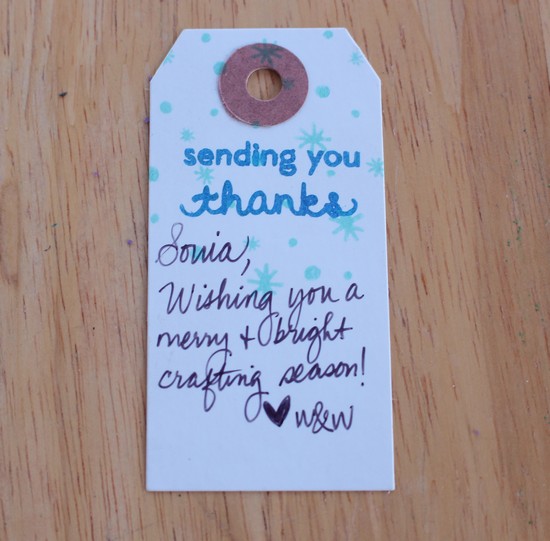 sending you
thanks
Sonia,
Wishing you a
merry + bright
crafting season!
♥ W&W